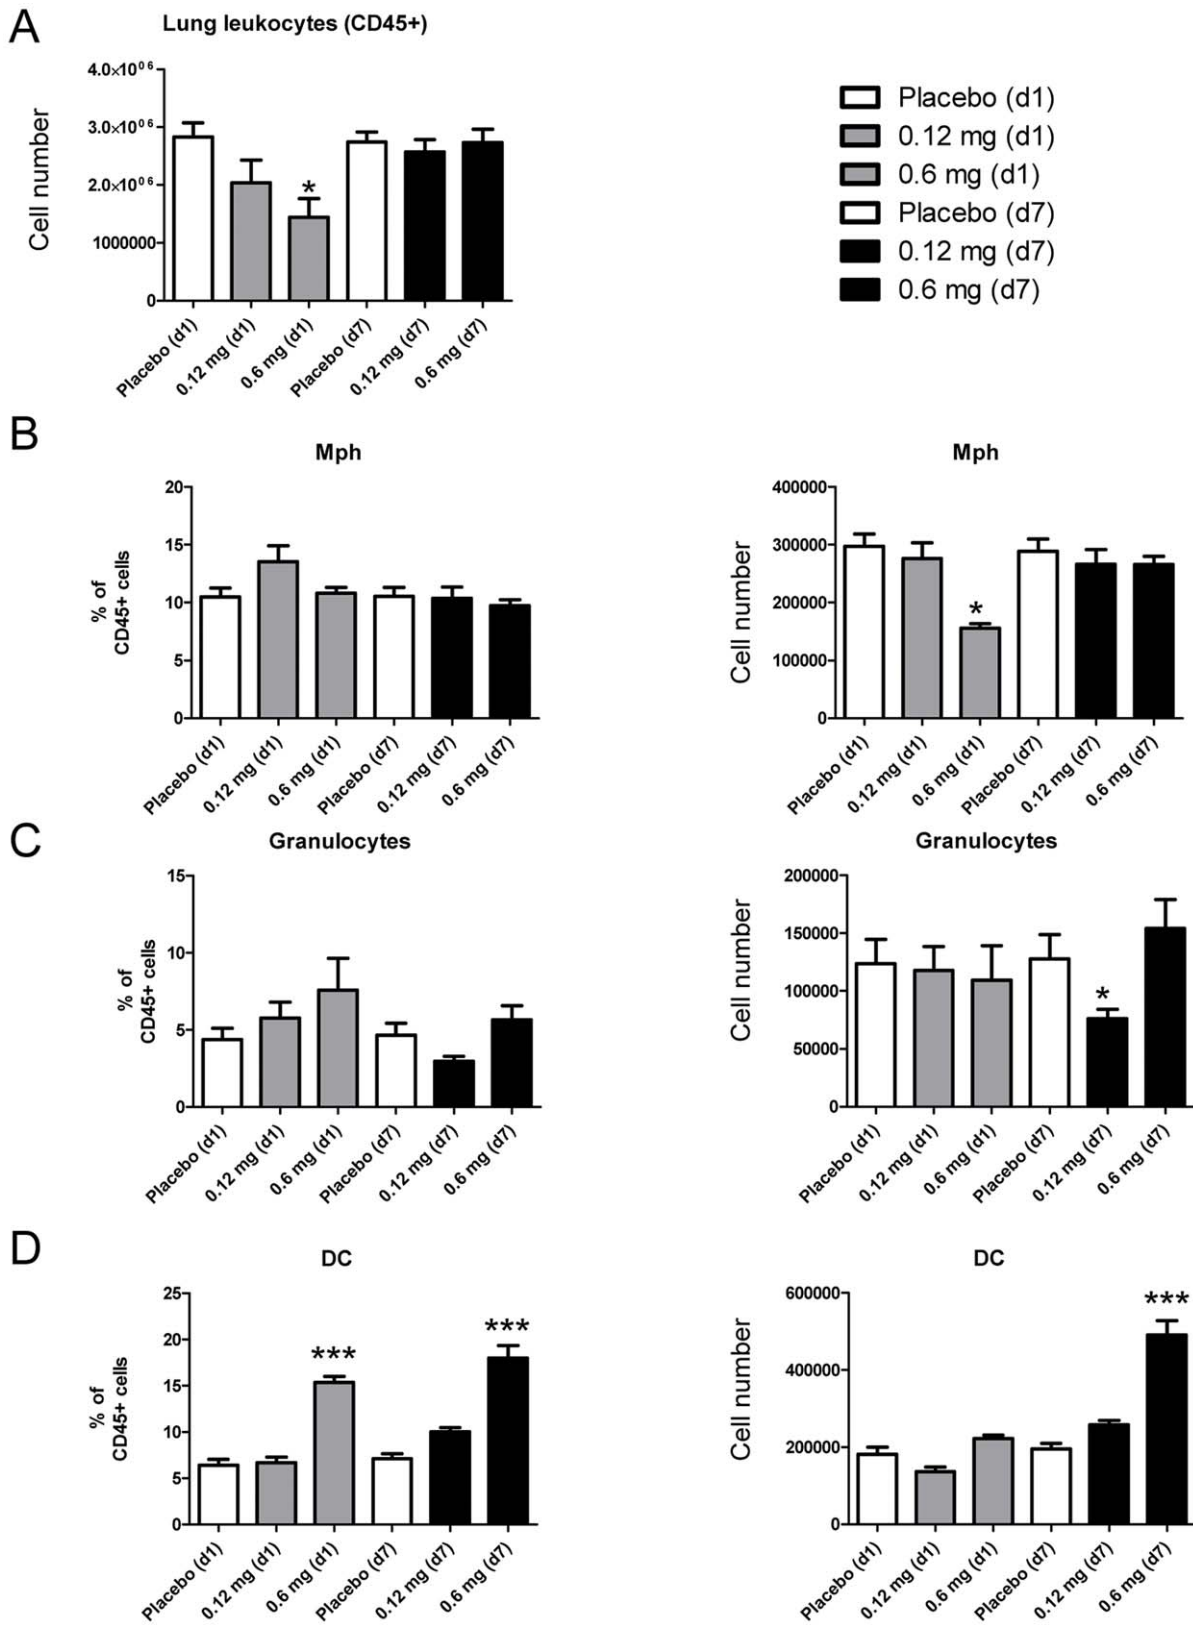 A
Lung leukocytes (CD45+)
4.0×10⁰⁶
3.0×10⁰⁶
2.0×10⁰⁶
1000000
0
Cell number
*
Placebo (d1)
0.12 mg (d1)
0.6 mg (d1)
Placebo (d7)
0.12 mg (d7)
0.6 mg (d7)
Placebo (d1)
0.12 mg (d1)
0.6 mg (d1)
Placebo (d7)
0.12 mg (d7)
0.6 mg (d7)
B
Mph
20
15
10
5
0
% of
CD45+ cells
Placebo (d1)
0.12 mg (d1)
0.6 mg (d1)
Placebo (d7)
0.12 mg (d7)
0.6 mg (d7)
Mph
400000
300000
200000
100000
0
Cell number
*
Placebo (d1)
0.12 mg (d1)
0.6 mg (d1)
Placebo (d7)
0.12 mg (d7)
0.6 mg (d7)
C
Granulocytes
15
10
5
0
% of
CD45+ cells
Placebo (d1)
0.12 mg (d1)
0.6 mg (d1)
Placebo (d7)
0.12 mg (d7)
0.6 mg (d7)
Granulocytes
200000
150000
100000
50000
0
Cell number
*
Placebo (d1)
0.12 mg (d1)
0.6 mg (d1)
Placebo (d7)
0.12 mg (d7)
0.6 mg (d7)
D
DC
25
20
15
10
5
0
% of
CD45+ cells
***
***
Placebo (d1)
0.12 mg (d1)
0.6 mg (d1)
Placebo (d7)
0.12 mg (d7)
0.6 mg (d7)
DC
600000
400000
200000
0
Cell number
***
Placebo (d1)
0.12 mg (d1)
0.6 mg (d1)
Placebo (d7)
0.12 mg (d7)
0.6 mg (d7)